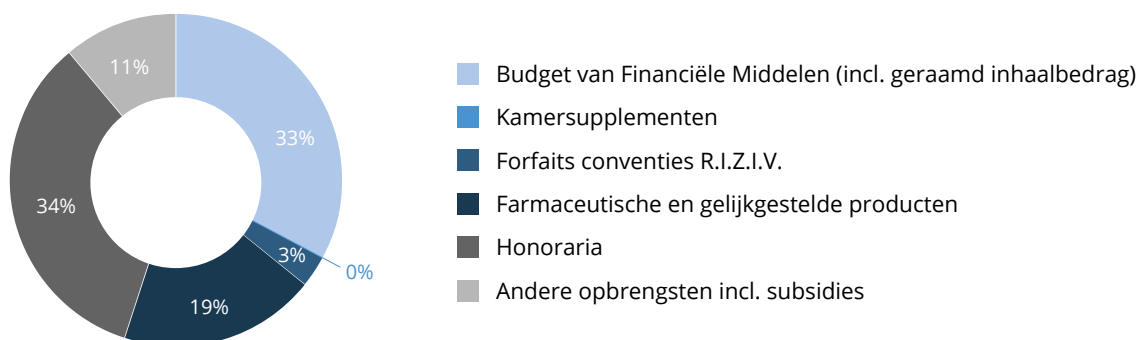 11%
33%
34%
3%
0%
19%
Budget van Financiële Middelen (incl. geraamd inhaalbedrag)
Kamersupplementen
Forfaits conventies R.I.Z.I.V.
Farmaceutische en gelijkgestelde producten
Honoraria
Andere opbrengsten incl. subsidies